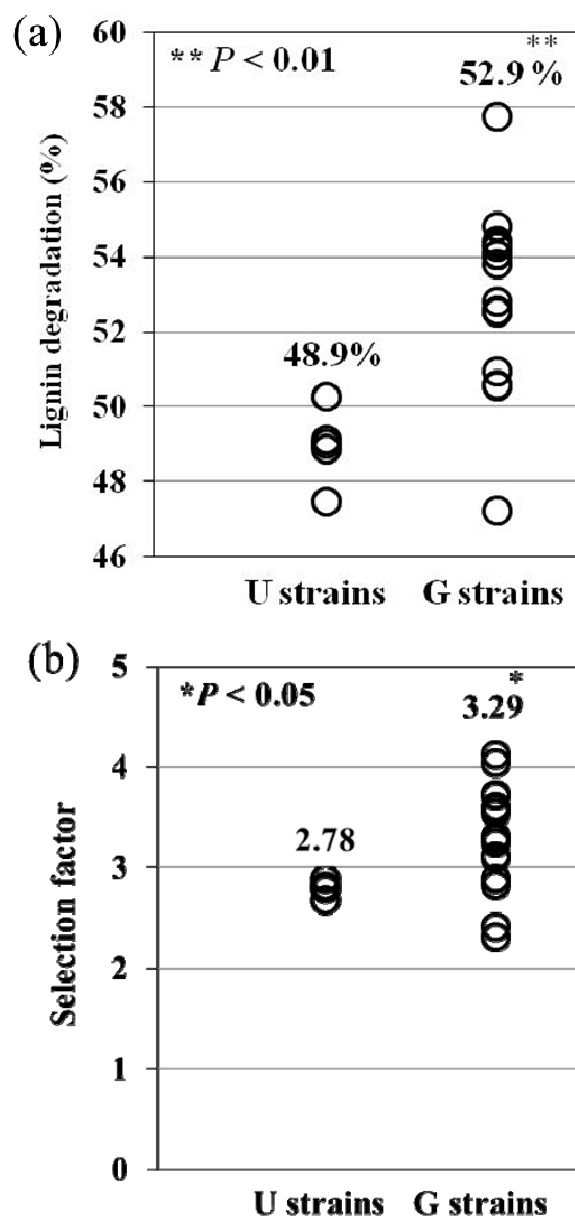 (a)
Lignin degradation (%)
60
58
56
54
52
50
48
46
** P < 0.01
**
52.9 %
48.9%
U strains G strains
(b)
Selection factor
5
4
3
2
1
0
*P < 0.05
*
3.29
2.78
U strains G strains